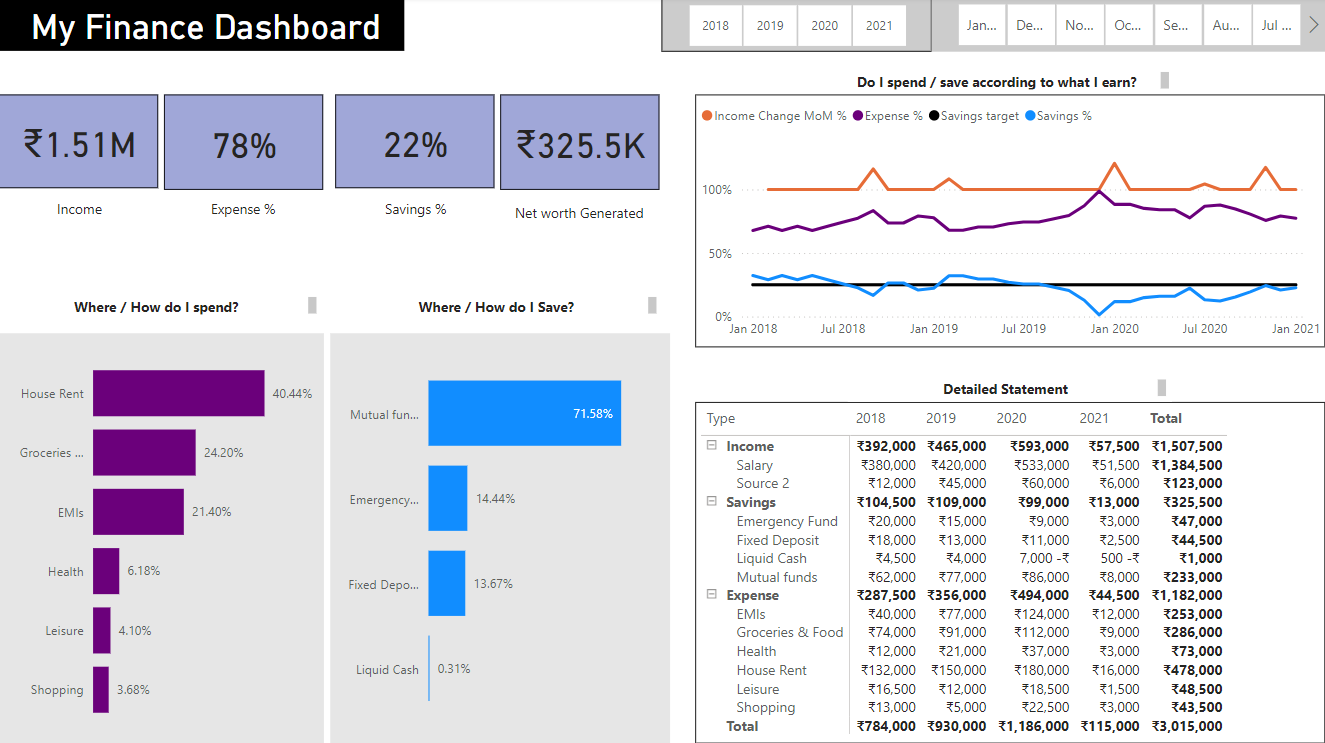 My Finance Dashboard
2018 2019 2020 2021
Jan... De... No... Oc... Se... Au... Jul ...
₹1.51M
Income
78%
Expense %
22%
Savings %
₹325.5K
Net worth Generated
Do I spend / save according to what I earn?
Income Change MoM % Expense % Savings target Savings %
100%
50%
0%
Jan 2018 Jul 2018 Jan 2019 Jul 2019 Jan 2020 Jul 2020 Jan 2021
Where / How do I spend?
House Rent 40.44%
Groceries ... 24.20%
EMIs 21.40%
Health 6.18%
Leisure 4.10%
Shopping 3.68%
Where / How do I Save?
Mutual fun... 71.58%
Emergency... 14.44%
Fixed Depo... 13.67%
Liquid Cash 0.31%
Detailed Statement
Type 2018 2019 2020 2021 Total
Income ₹392,000 ₹465,000 ₹593,000 ₹57,500 ₹1,507,500
Salary ₹380,000 ₹420,000 ₹533,000 ₹51,500 ₹1,384,500
Source 2 ₹12,000 ₹45,000 ₹60,000 ₹6,000 ₹123,000
Savings ₹104,500 ₹109,000 ₹99,000 ₹13,000 ₹325,500
Emergency Fund ₹20,000 ₹15,000 ₹9,000 ₹3,000 ₹47,000
Fixed Deposit ₹18,000 ₹13,000 ₹11,000 ₹2,500 ₹44,500
Liquid Cash ₹4,500 ₹4,000 7,000 -₹ 500 -₹ ₹1,000
Mutual funds ₹62,000 ₹77,000 ₹86,000 ₹8,000 ₹233,000
Expense ₹287,500 ₹356,000 ₹494,000 ₹44,500 ₹1,182,000
EMIs ₹40,000 ₹77,000 ₹124,000 ₹12,000 ₹253,000
Groceries & Food ₹74,000 ₹91,000 ₹112,000 ₹9,000 ₹286,000
Health ₹12,000 ₹21,000 ₹37,000 ₹3,000 ₹73,000
House Rent ₹132,000 ₹150,000 ₹180,000 ₹16,000 ₹478,000
Leisure ₹16,500 ₹12,000 ₹18,500 ₹1,500 ₹48,500
Shopping ₹13,000 ₹5,000 ₹22,500 ₹3,000 ₹43,500
Total ₹784,000 ₹930,000 ₹1,186,000 ₹115,000 ₹3,015,000